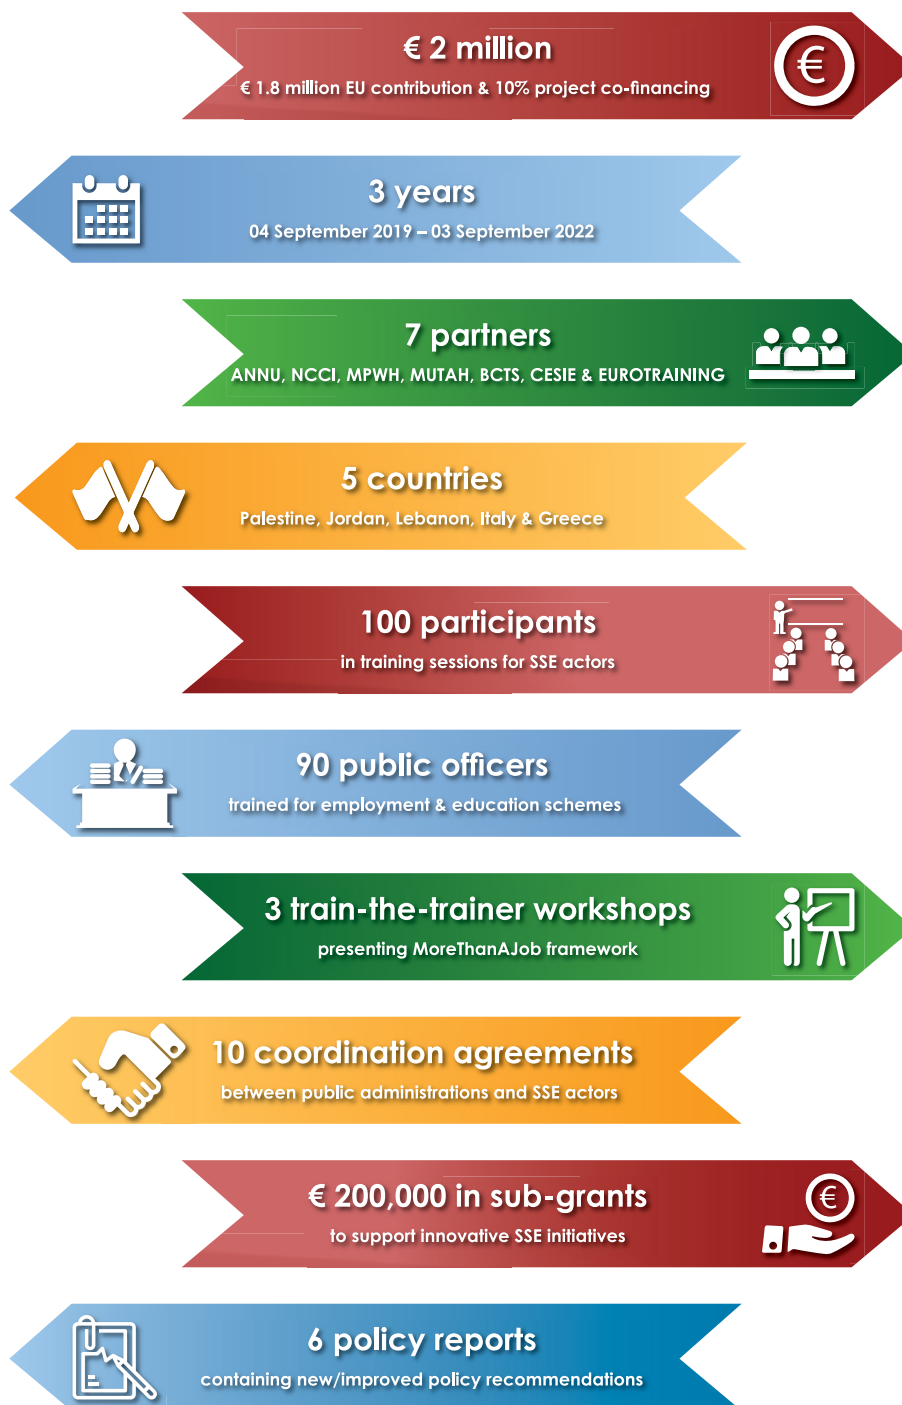 € 2 million
€ 1.8 million EU contribution & 10% project co-financing
€
3 years
04 September 2019 – 03 September 2022
7 partners
ANNU, NCCI, MPWH, MUTAH, BCTS, CESIE & EUROTRAINING
5 countries
Palestine, Jordan, Lebanon, Italy & Greece
100 participants
in training sessions for SSE actors
90 public officers
trained for employment & education schemes
3 train-the-trainer workshops
presenting MoreThanAJob framework
10 coordination agreements
between public administrations and SSE actors
€ 200,000 in sub-grants
to support innovative SSE initiatives
€
6 policy reports
containing new/improved policy recommendations